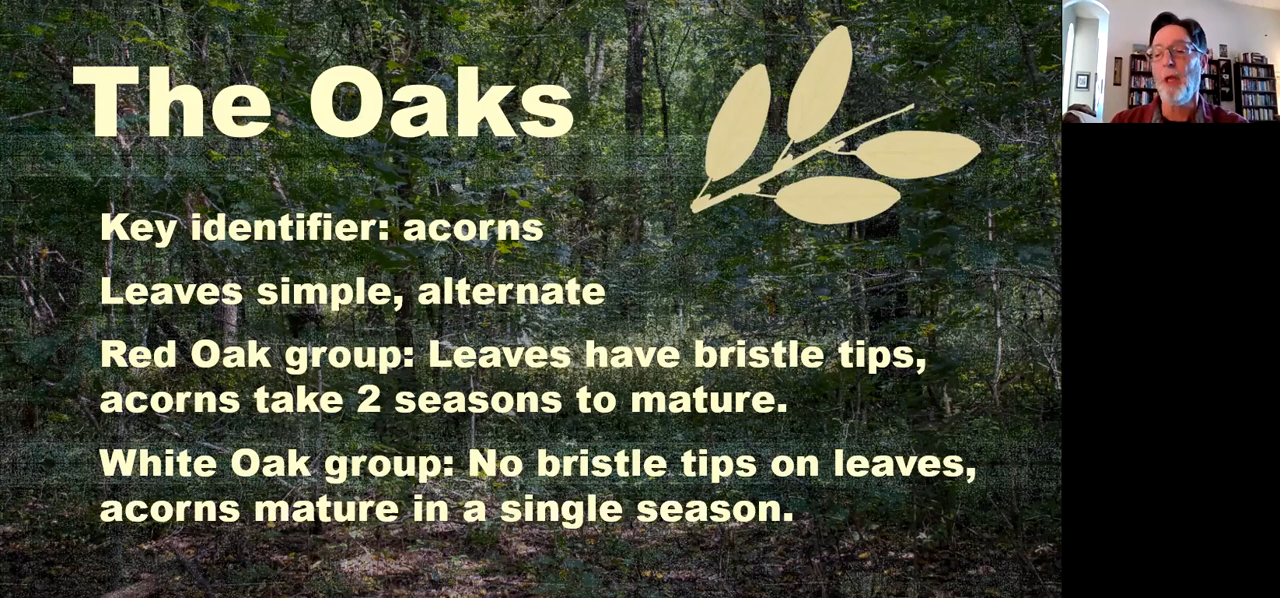 The Oaks
Key identifier: acorns
Leaves simple, alternate
Red Oak group: Leaves have bristle tips,
acorns take 2 seasons to mature.
White Oak group: No bristle tips on leaves,
acorns mature in a single season.